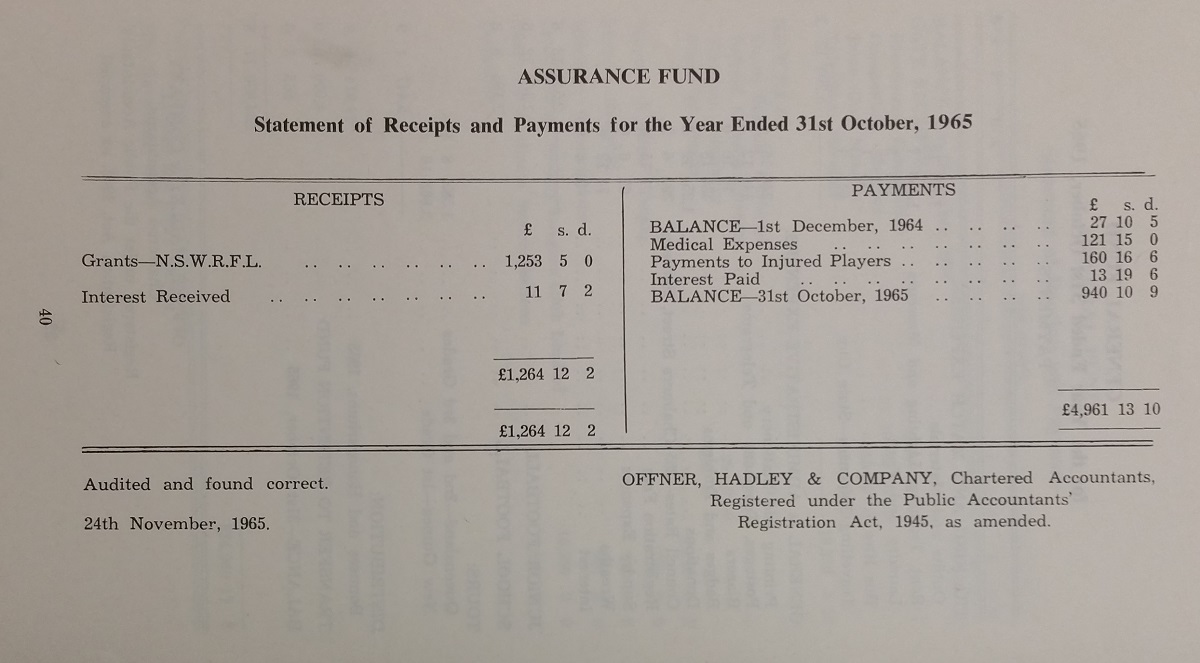 ASSURANCE FUND
Statement of Receipts and Payments for the Year Ended 31st October, 1965
RECEIPTS
£ s. d.
Grants—N.S.W.R.F.L. .. .. .. .. .. .. 1,253 5 0
Interest Received .. .. .. .. .. .. .. 11 7 2
£1,264 12 2
£1,264 12 2
PAYMENTS
£ s. d.
BALANCE—1st December, 1964 .. .. .. .. 27 10 5
Medical Expenses .. .. .. .. .. .. .. 121 15 0
Payments to Injured Players .. .. .. .. .. 160 16 6
Interest Paid .. .. .. .. .. .. .. .. 13 19 6
BALANCE—31st October, 1965 .. .. .. .. 940 10 9
£4,961 13 10
Audited and found correct.
24th November, 1965.
OFFNER, HADLEY & COMPANY, Chartered Accountants,
Registered under the Public Accountants'
Registration Act, 1945, as amended.
40